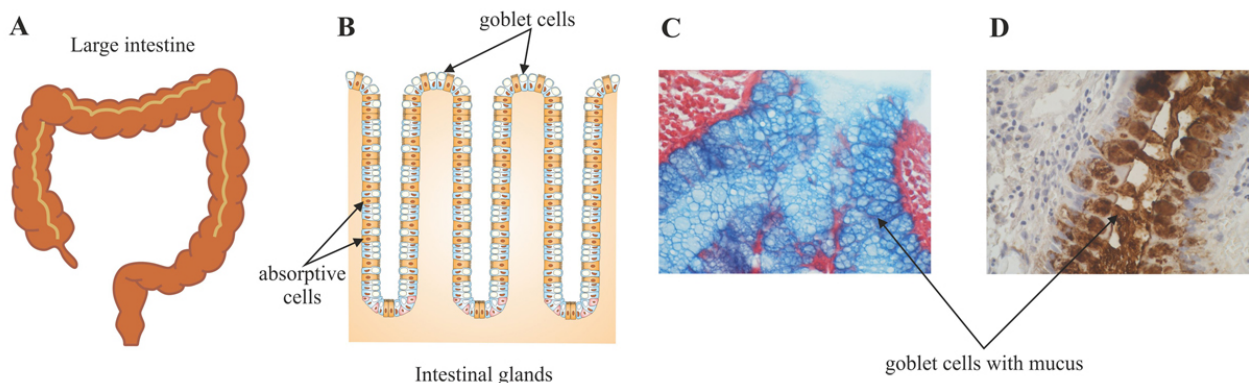 A
Large intestine
B
goblet cells
absorptive
cells
Intestinal glands
C
D
goblet cells with mucus